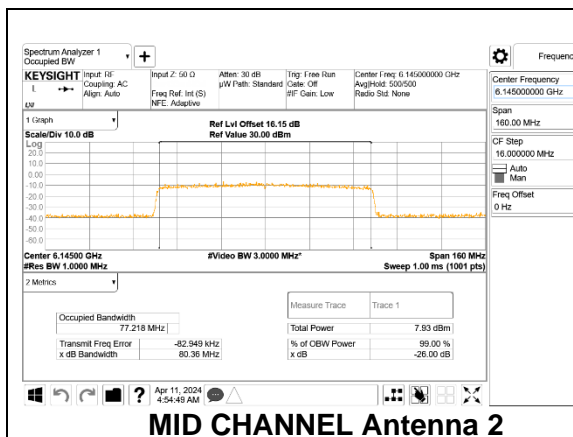 Spectrum Analyzer 1
Occupied BW
Frequenc
KEYSIGHT Input: RF Input Z: 50 Ω Atten: 30 dB Trig: Free Run Center Freq: 6.145000000 GHz
L Coupling: AC µW Path: Standard Gate: Off Avg|Hold: 500/500
Align: Auto Freq Ref: Int (S) #IF Gain: Low Radio Std: None
NFE: Adaptive
Center Frequency
6.145000000 GHz
Span
160.00 MHz
CF Step
16.000000 MHz
Auto
Man
Freq Offset
0 Hz
1 Graph
Ref Lvl Offset 16.15 dB
Scale/Div 10.0 dB Ref Value 30.00 dBm
Log
20.0
10.0
0.00
-10.0
-20.0
-30.0
-40.0
-50.0
-60.0
Center 6.14500 GHz #Video BW 3.0000 MHz* Span 160 MHz
#Res BW 1.0000 MHz Sweep 1.00 ms (1001 pts)
2 Metrics
Measure Trace Trace 1
Occupied Bandwidth
77.218 MHz Total Power 7.93 dBm
Transmit Freq Error -82.949 kHz % of OBW Power 99.00 %
x dB Bandwidth 80.36 MHz x dB -26.00 dB
Apr 11, 2024
4:54:49 AM
MID CHANNEL Antenna 2